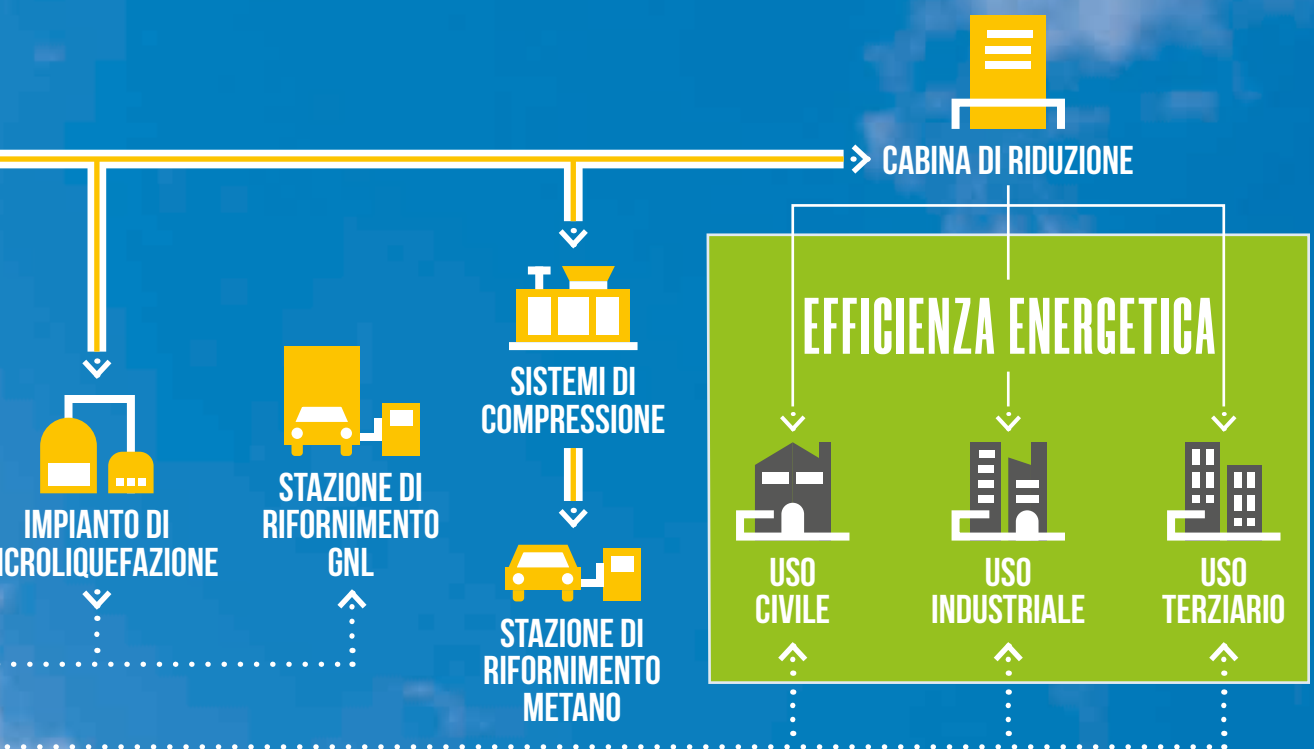 CABINA DI RIDUZIONE
EFFICIENZA ENERGETICA
SISTEMI DI
COMPRESSIONE
STAZIONE DI
RIFORNIMENTO
GNL
IMPIANTO DI
ICROLIQUEFAZIONE
STAZIONE DI
RIFORNIMENTO
METANO
USO
CIVILE
USO
INDUSTRIALE
USO
TERZIARIO